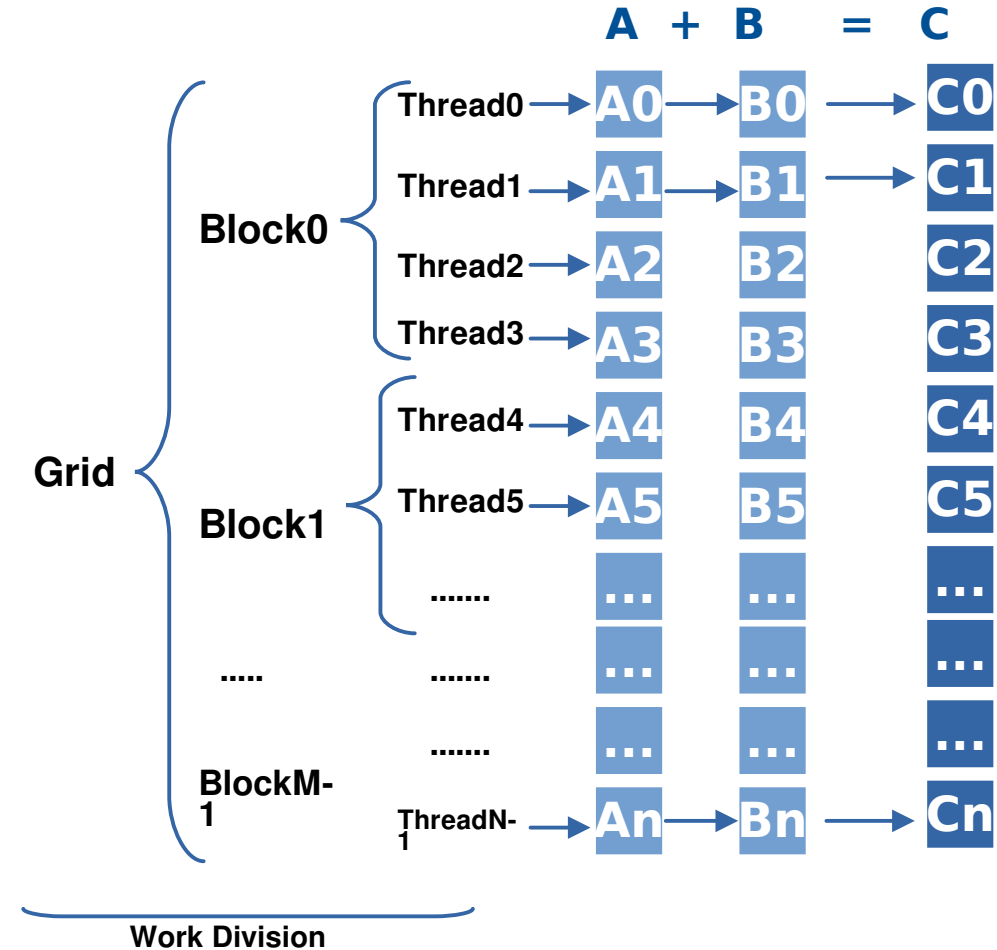 A + B = C
Thread0 A0 B0 C0
Thread1 A1 B1 C1
Block0
Thread2 A2 B2 C2
Thread3 A3 B3 C3
Thread4 A4 B4 C4
Grid
Thread5 A5 B5 C5
Block1
....... ... ... ...
..... ....... ... ... ...
....... ... ... ...
BlockM-
1
ThreadN-
1
An Bn Cn
Work Division